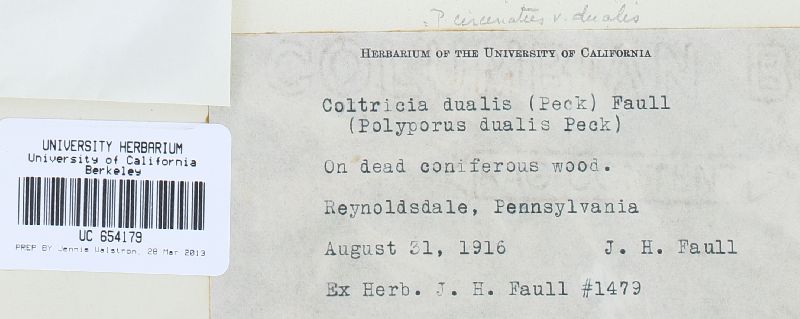 = P. circinatus v. dualis
HERBARIUM OF THE UNIVERSITY OF CALIFORNIA
Coltricia dualis (Peck) Faull
(Polyporus dualis Peck)
On dead coniferous wood.
Reynoldsdale, Pennsylvania
August 31, 1916 J. H. Faull
Ex Herb. J. H. Faull #1479
UNIVERSITY HERBARIUM
University of California
Berkeley
UC 654179
PREP BY Jennie Walstrom, 28 Mar 2013